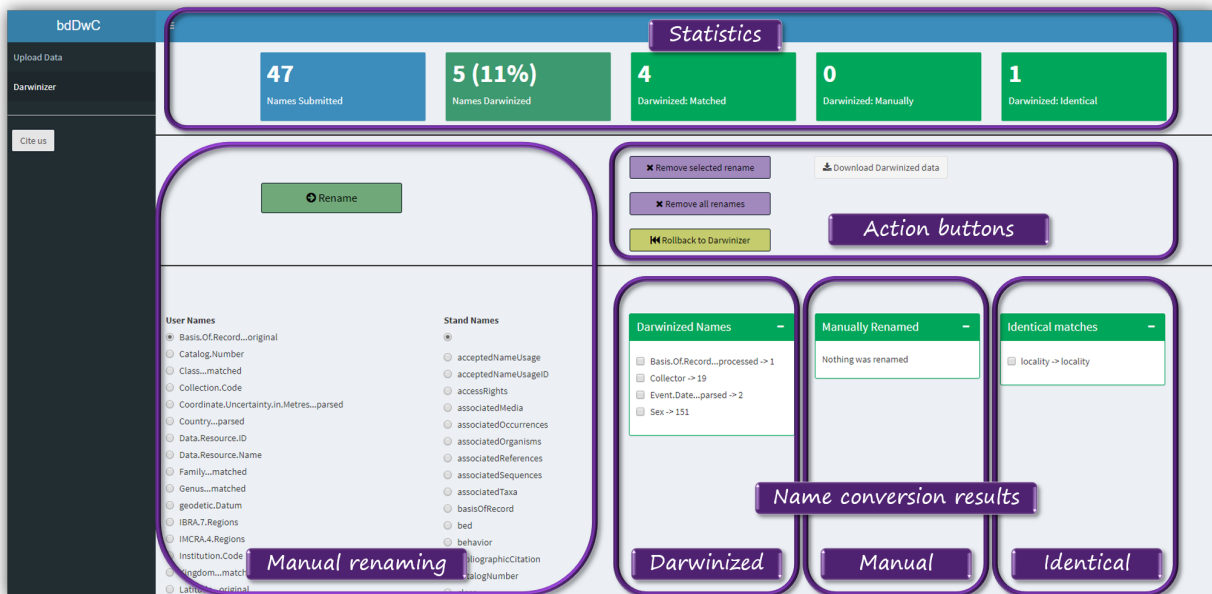 bdDwC
Upload Data
Darwinizer
Cite us
Statistics
47
Names Submitted
5 (11%)
Names Darwinized
4
Darwinized: Matched
0
Darwinized: Manually
1
Darwinized: Identical
Rename
Remove selected rename
Download Darwinized data
Remove all renames
Rollback to Darwinizer
Action buttons
User Names
Basis.Of.Record...original
Catalog.Number
Class...matched
Collection.Code
Coordinate.Uncertainty.in.Metres...parsed
Country...parsed
Data.Resource.ID
Data.Resource.Name
Family...matched
Genus...matched
geodetic.Datum
IBRA.7.Regions
IMCRA.4.Regions
Institution.Code
Stand Names
acceptedNameUsage
acceptedNameUsageID
accessRights
associatedMedia
associatedOccurrences
associatedOrganisms
associatedReferences
associatedSequences
associatedTaxa
basisOfRecord
bed
behavior
Manual renaming
Darwinized Names
Basis.Of.Record...processed -> 1
Collector -> 19
Event.Date...parsed -> 2
Sex -> 151
Manually Renamed
Nothing was renamed
Identical matches
locality -> locality
Name conversion results
Darwinized
Manual
Identical